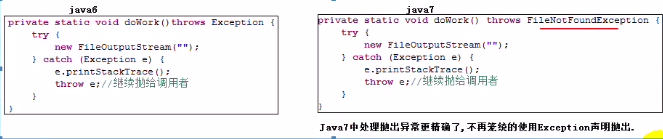 java6
private static void doWork()throws Exception {
try {
new FileOutputStream("");
} catch (Exception e) {
e.printStackTrace();
throw e;//继续抛给调用者
}
}
java7
private static void doWork() throws FileNotFoundException {
try {
new FileOutputStream("");
} catch (Exception e) {
e.printStackTrace();
throw e;//继续抛给调用者
}
}
Java7中处理抛出异常更精确了,不再笼统的使用Exception声明抛出.